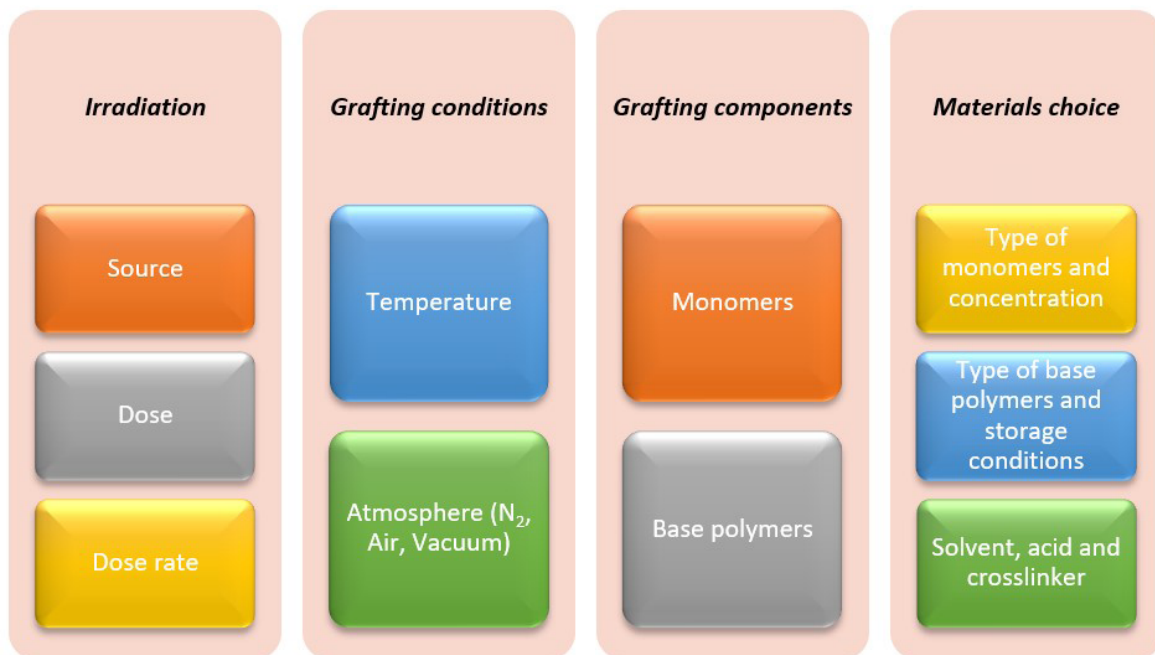 Irradiation
Source
Dose
Dose rate
Grafting conditions
Temperature
Atmosphere (N₂,
Air, Vacuum)
Grafting components
Monomers
Base polymers
Materials choice
Type of
monomers and
concentration
Type of base
polymers and
storage
conditions
Solvent, acid and
crosslinker